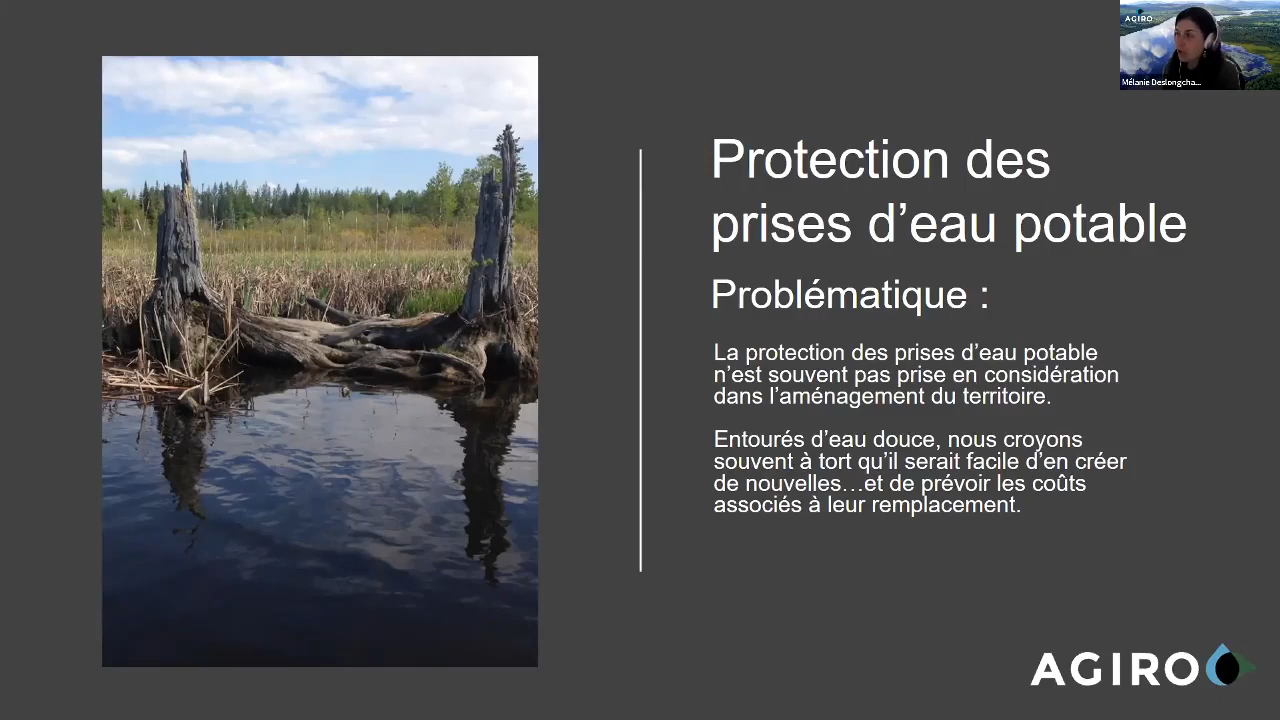 AGIRO
Mélanie Deslongcha...
Protection des
prises d’eau potable
Problématique :
La protection des prises d’eau potable
n’est souvent pas prise en considération
dans l’aménagement du territoire.
Entourés d’eau douce, nous croyons
souvent à tort qu’il serait facile d’en créer
de nouvelles…et de prévoir les coûts
associés à leur remplacement.
AGIRO